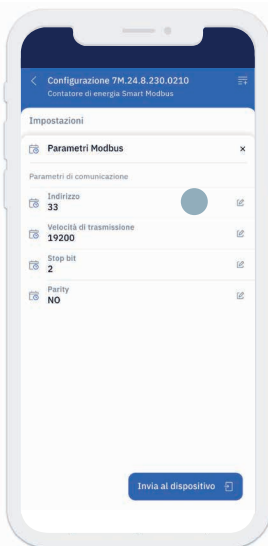 Configurazione 7M.24.8.230.0210
Contatore di energia Smart Modbus
Impostazioni
Parametri Modbus
Parametri di comunicazione
Indirizzo
33
Velocità di trasmissione
19200
Stop bit
2
Parity
NO
Invia al dispositivo